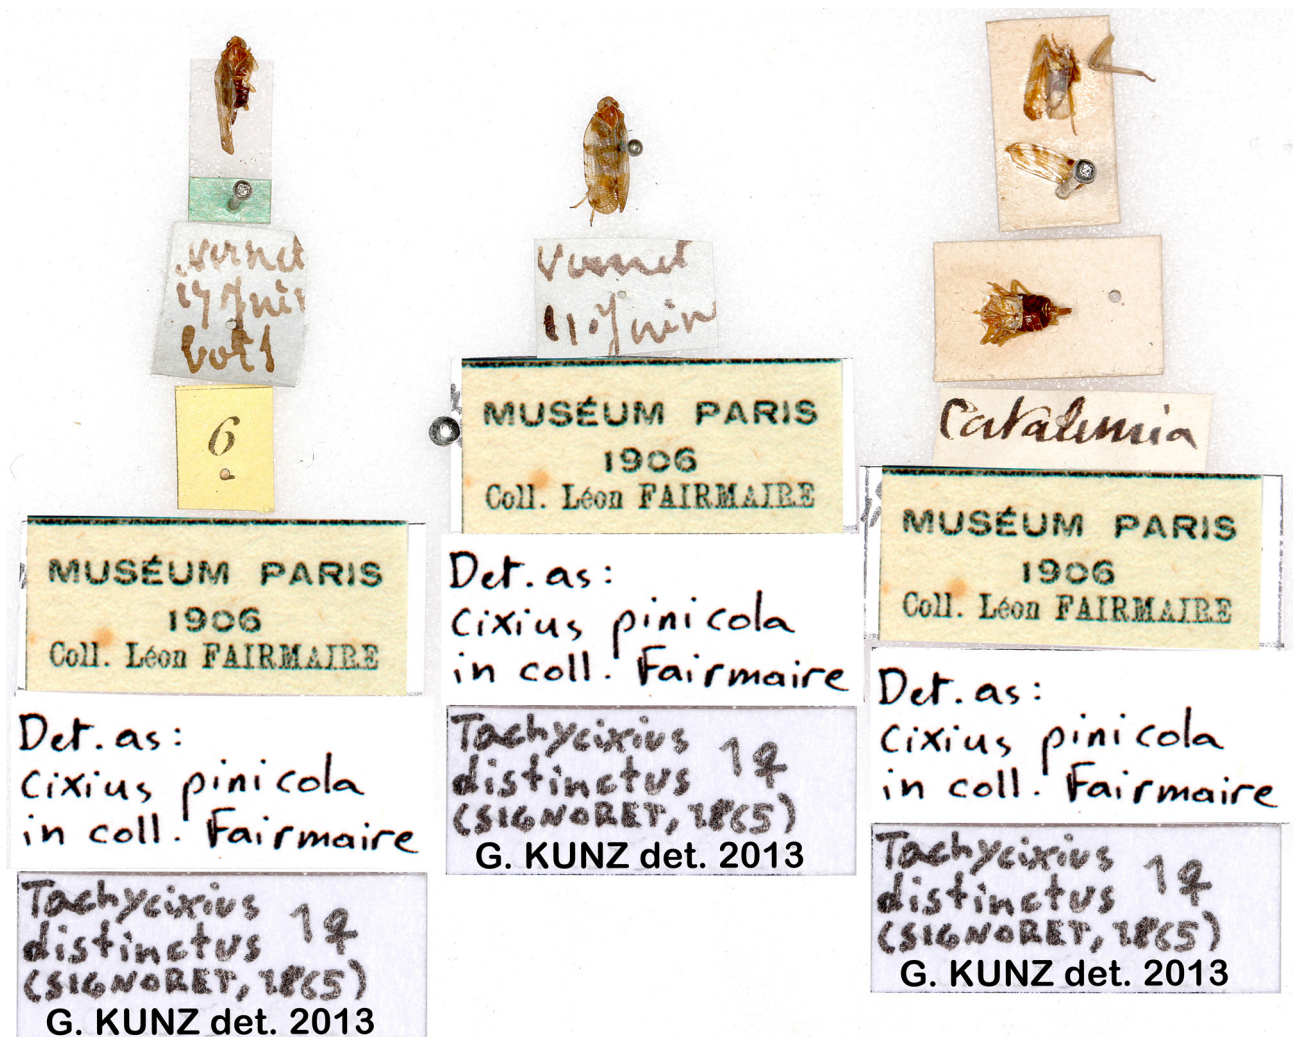 Vernet
17 Juin
6
MUSÉUM PARIS
1906
Coll. Léon FAIRMAIRE
Det. as:
Cixius pinicola
in coll. Fairmaire
Tachycixius 1♀
distinctus
(SIGNORET, 1865)
G. KUNZ det. 2013
Vernet
11 Juin
MUSÉUM PARIS
1906
Coll. Léon FAIRMAIRE
Det. as:
Cixius pinicola
in coll. Fairmaire
Tachycixius 1♀
distinctus
(SIGNORET, 1865)
G. KUNZ det. 2013
Catalunia
MUSÉUM PARIS
1906
Coll. Léon FAIRMAIRE
Det. as:
Cixius pinicola
in coll. Fairmaire
Tachycixius 1♀
distinctus
(SIGNORET, 1865)
G. KUNZ det. 2013